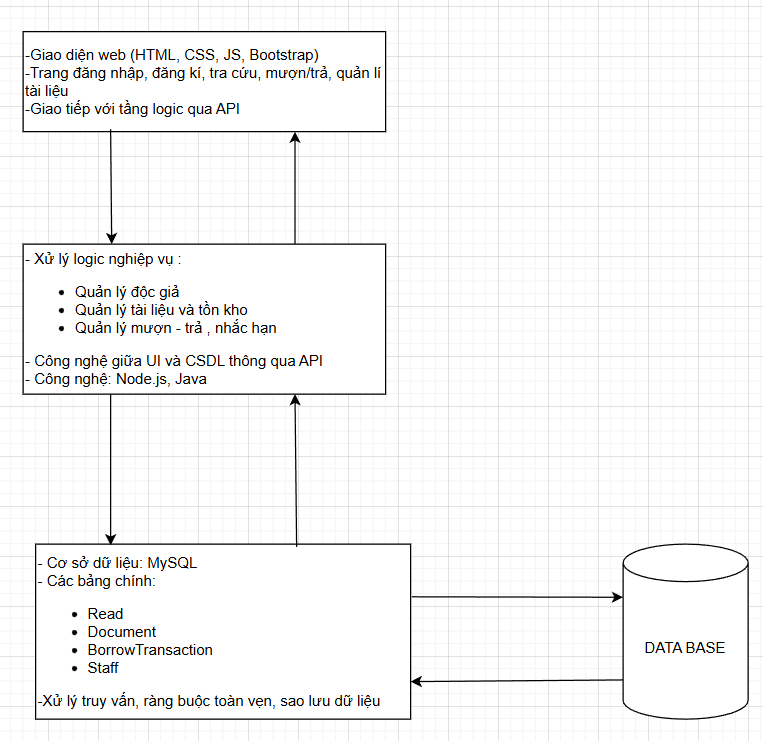 -Giao diện web (HTML, CSS, JS, Bootstrap)
-Trang đăng nhập, đăng kí, tra cứu, mượn/trả, quản lí
tài liệu
-Giao tiếp với tầng logic qua API
- Xử lý logic nghiệp vụ :
• Quản lý độc giả
• Quản lý tài liệu và tồn kho
• Quản lý mượn - trả , nhắc hạn
- Công nghệ giữa UI và CSDL thông qua API
- Công nghệ: Node.js, Java
- Cơ sở dữ liệu: MySQL
- Các bảng chính:
• Read
• Document
• BorrowTransaction
• Staff
-Xử lý truy vấn, ràng buộc toàn vẹn, sao lưu dữ liệu
DATA BASE